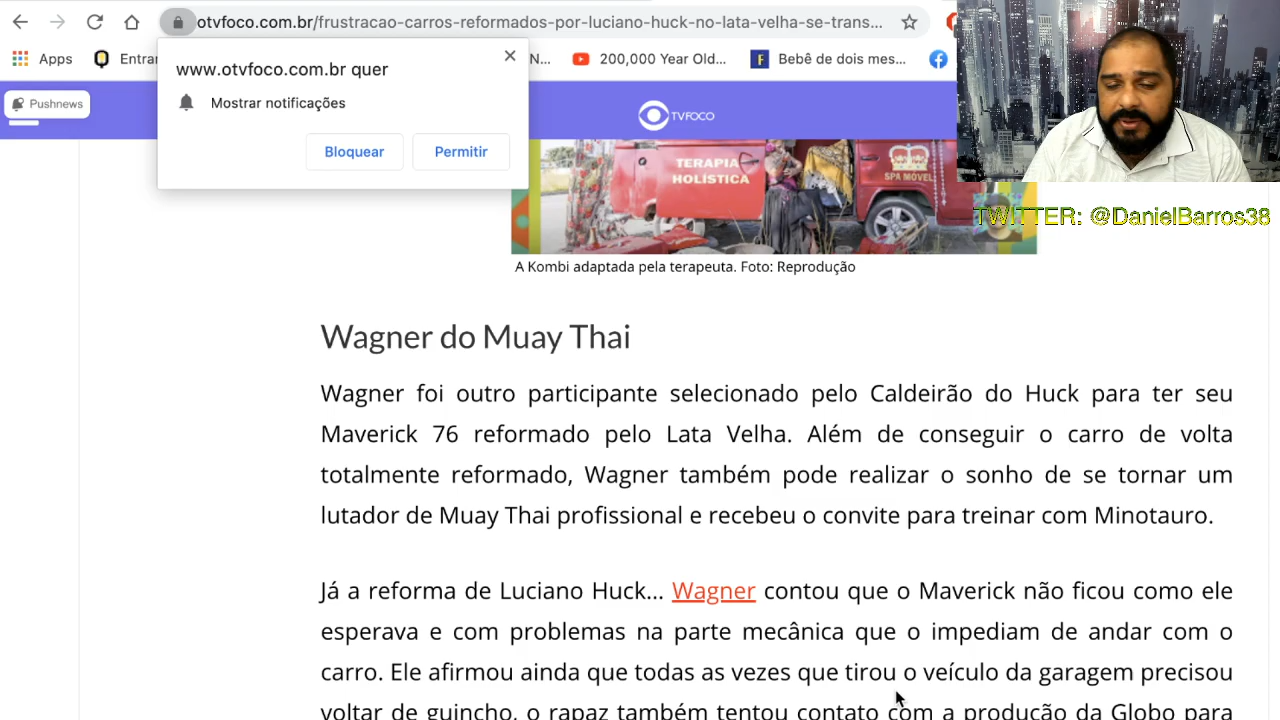 otvfoco.com.br/frustracao-carros-reformados-por-luciano-huck-no-lata-velha-se-trans...
Apps
Entrar
N...
200,000 Year Old...
Bebê de dois mes...
www.otvfoco.com.br quer
Mostrar notificações
Bloquear
Permitir
Pushnews
TVFOCO
TERAPIA
HOLÍSTICA
SPA MÓVEL
TWITTER: @DanielBarros38
A Kombi adaptada pela terapeuta. Foto: Reprodução
Wagner do Muay Thai
Wagner foi outro participante selecionado pelo Caldeirão do Huck para ter seu
Maverick 76 reformado pelo Lata Velha. Além de conseguir o carro de volta
totalmente reformado, Wagner também pode realizar o sonho de se tornar um
lutador de Muay Thai profissional e recebeu o convite para treinar com Minotauro.
Já a reforma de Luciano Huck... Wagner contou que o Maverick não ficou como ele
esperava e com problemas na parte mecânica que o impediam de andar com o
carro. Ele afirmou ainda que todas as vezes que tirou o veículo da garagem precisou
voltar de guincho, o rapaz também tentou contato com a produção da Globo para